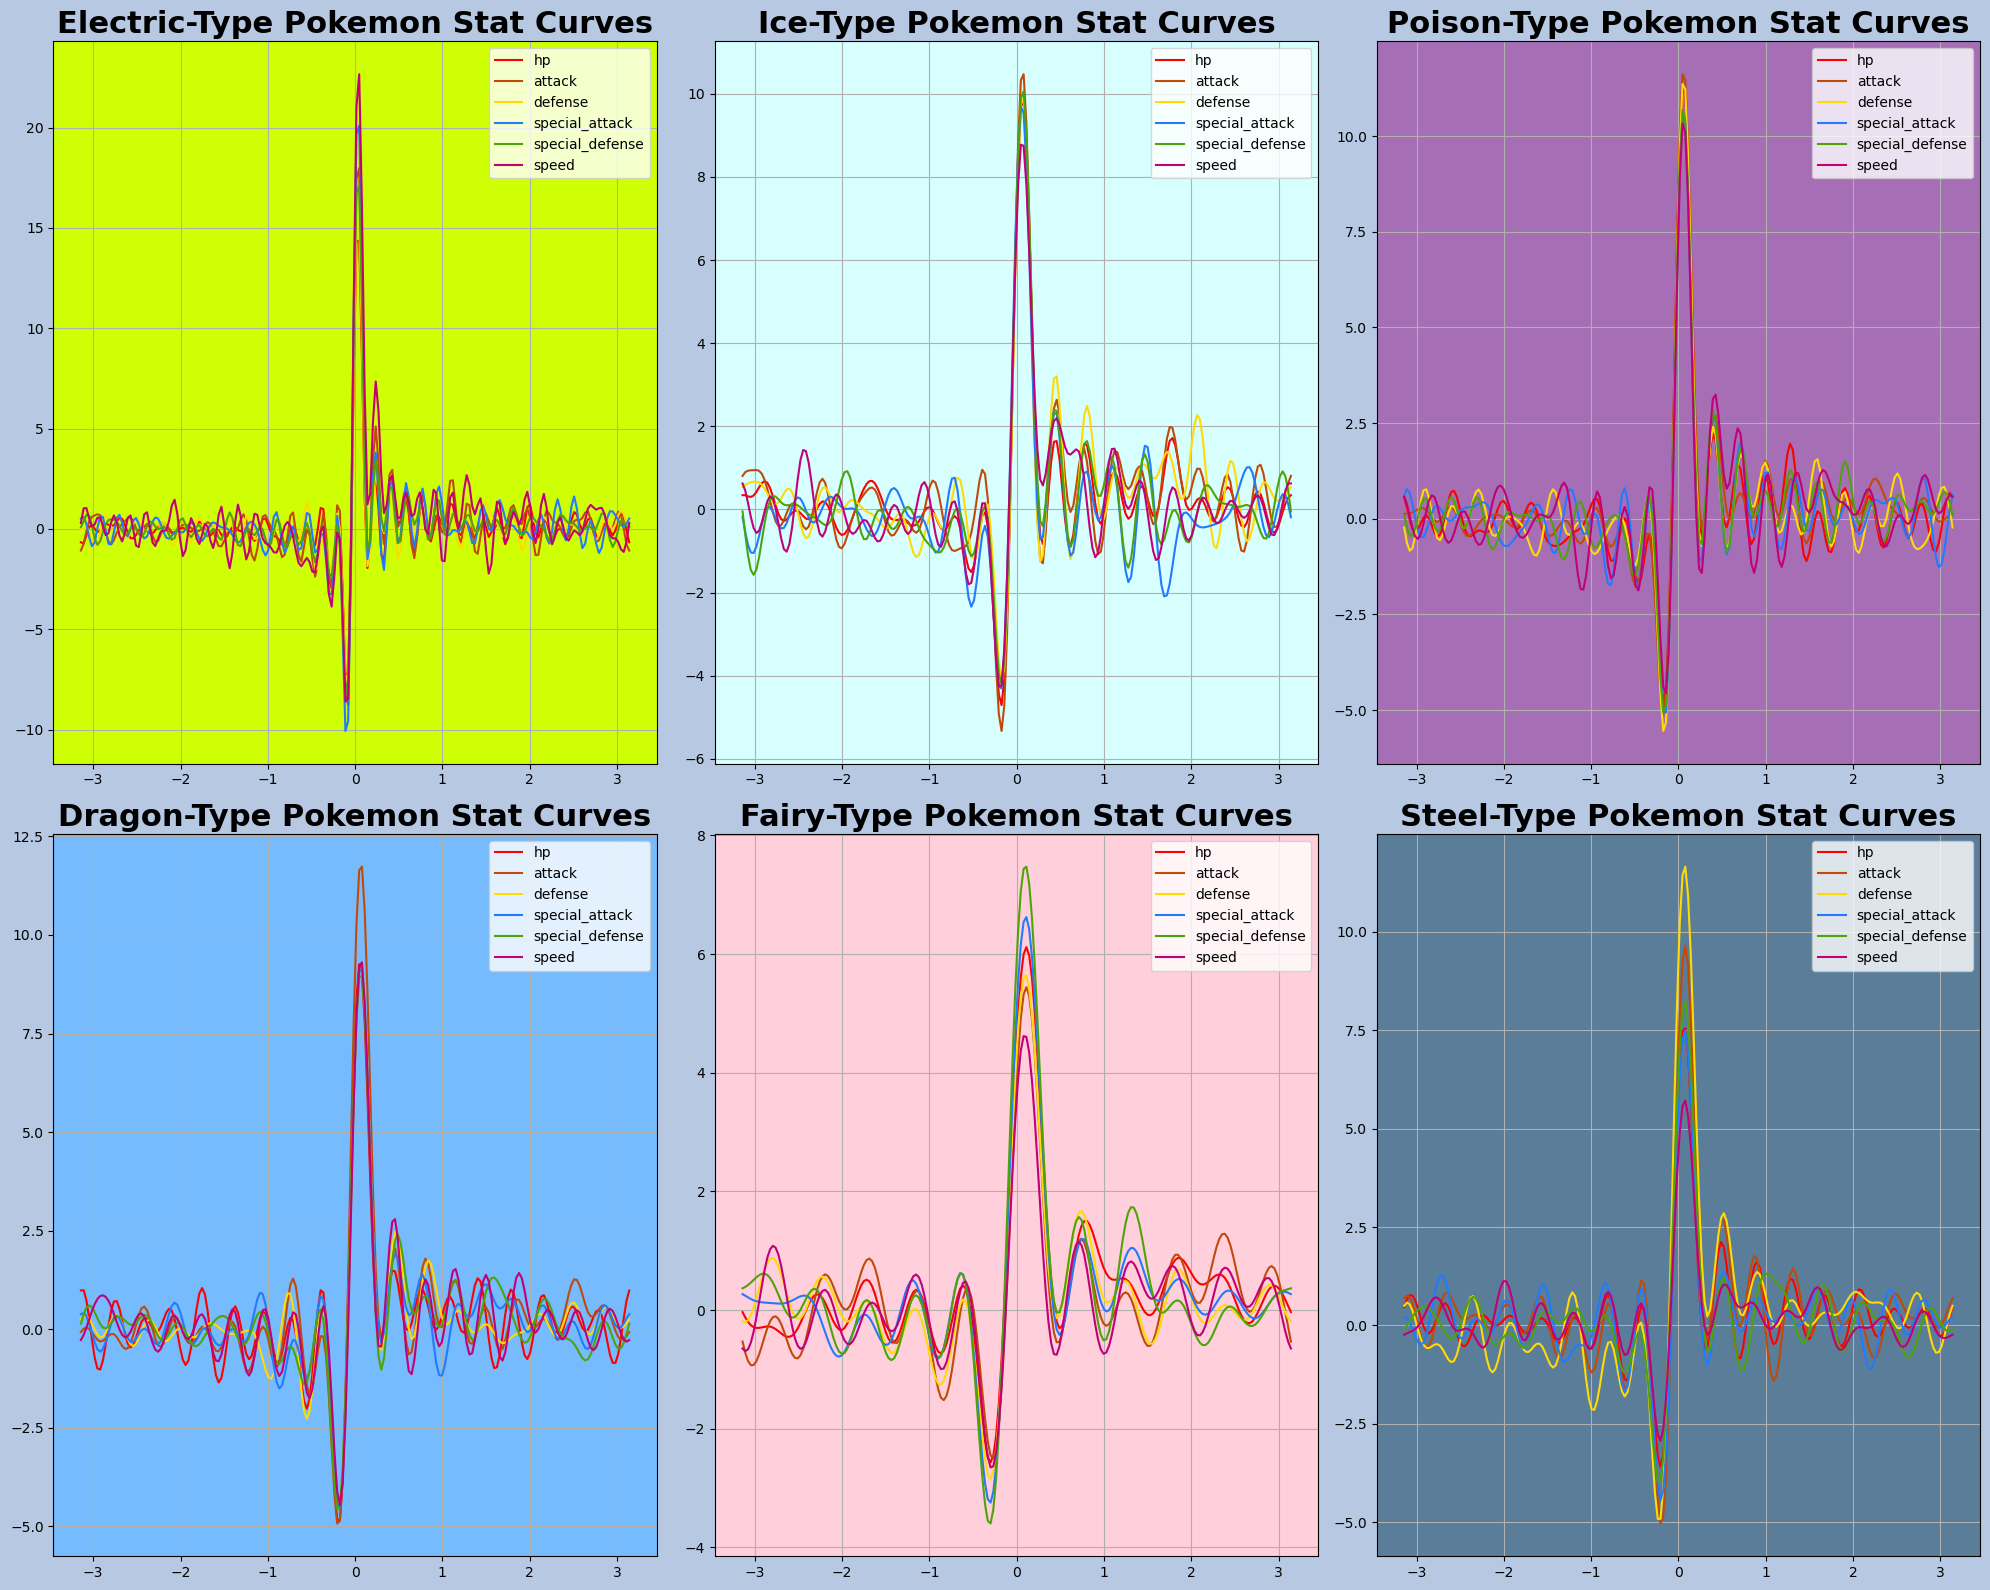 Electric-Type Pokemon Stat Curves
hp
attack
defense
special_attack
special_defense
speed
20
15
10
5
0
−5
−10
−3 −2 −1 0 1 2 3
Ice-Type Pokemon Stat Curves
hp
attack
defense
special_attack
special_defense
speed
10
8
6
4
2
0
−2
−4
−6
−3 −2 −1 0 1 2 3
Poison-Type Pokemon Stat Curves
hp
attack
defense
special_attack
special_defense
speed
10.0
7.5
5.0
2.5
0.0
−2.5
−5.0
−3 −2 −1 0 1 2 3
Dragon-Type Pokemon Stat Curves
hp
attack
defense
special_attack
special_defense
speed
12.5
10.0
7.5
5.0
2.5
0.0
−2.5
−5.0
−3 −2 −1 0 1 2 3
Fairy-Type Pokemon Stat Curves
hp
attack
defense
special_attack
special_defense
speed
8
6
4
2
0
−2
−4
−3 −2 −1 0 1 2 3
Steel-Type Pokemon Stat Curves
hp
attack
defense
special_attack
special_defense
speed
10.0
7.5
5.0
2.5
0.0
−2.5
−5.0
−3 −2 −1 0 1 2 3